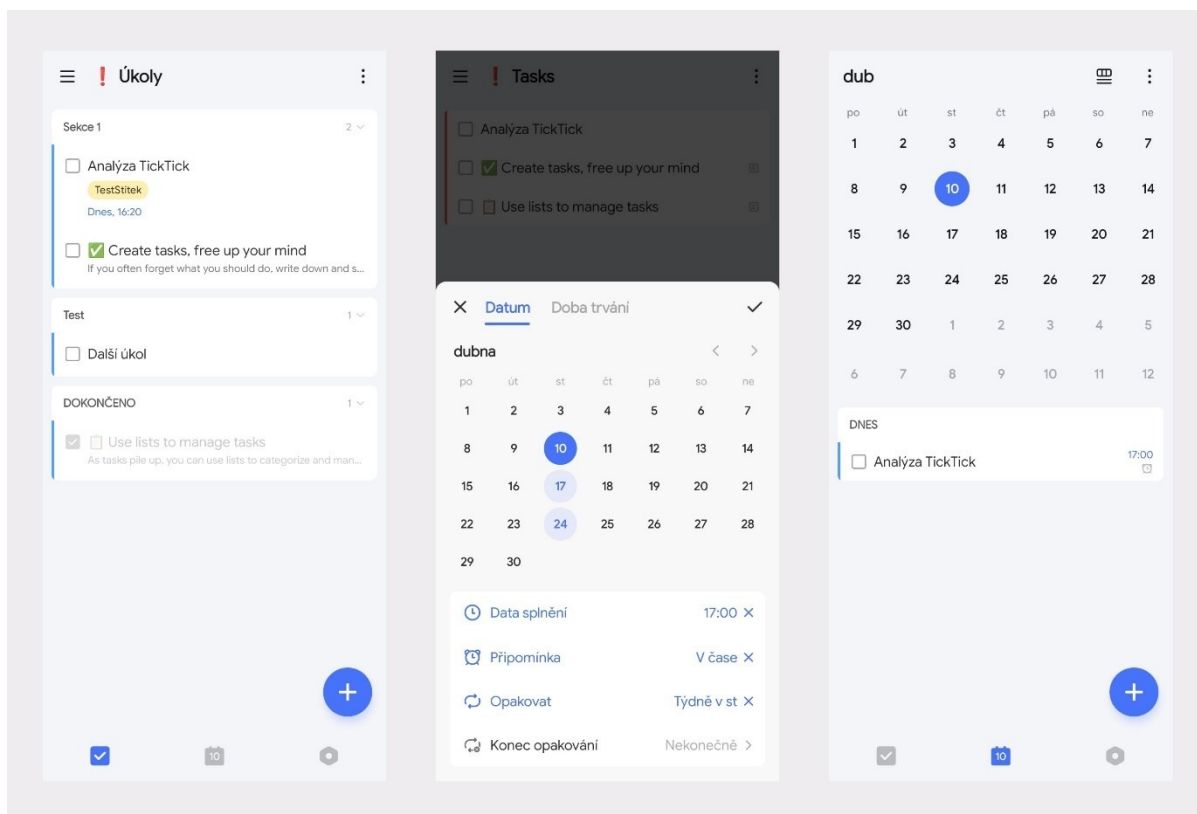 ❗ Úkoly
Sekce 1 2
Analýza TickTick
TestStitek
Dnes, 16:20
✅ Create tasks, free up your mind
If you often forget what you should do, write down and s...
Test 1
Další úkol
DOKONČENO 1
📋 Use lists to manage tasks
As tasks pile up, you can use lists to categorize and man...
10
❗ Tasks
Analýza TickTick
✅ Create tasks, free up your mind
📋 Use lists to manage tasks
Datum Doba trvání
dubna
po út st čt pá so ne
1 2 3 4 5 6 7
8 9 10 11 12 13 14
15 16 17 18 19 20 21
22 23 24 25 26 27 28
29 30
Data splnění 17:00
Připomínka V čase
Opakovat Týdně v st
Konec opakování Nekonečně
dub
po út st čt pá so ne
1 2 3 4 5 6 7
8 9 10 11 12 13 14
15 16 17 18 19 20 21
22 23 24 25 26 27 28
29 30 1 2 3 4 5
6 7 8 9 10 11 12
DNES
Analýza TickTick 17:00
10